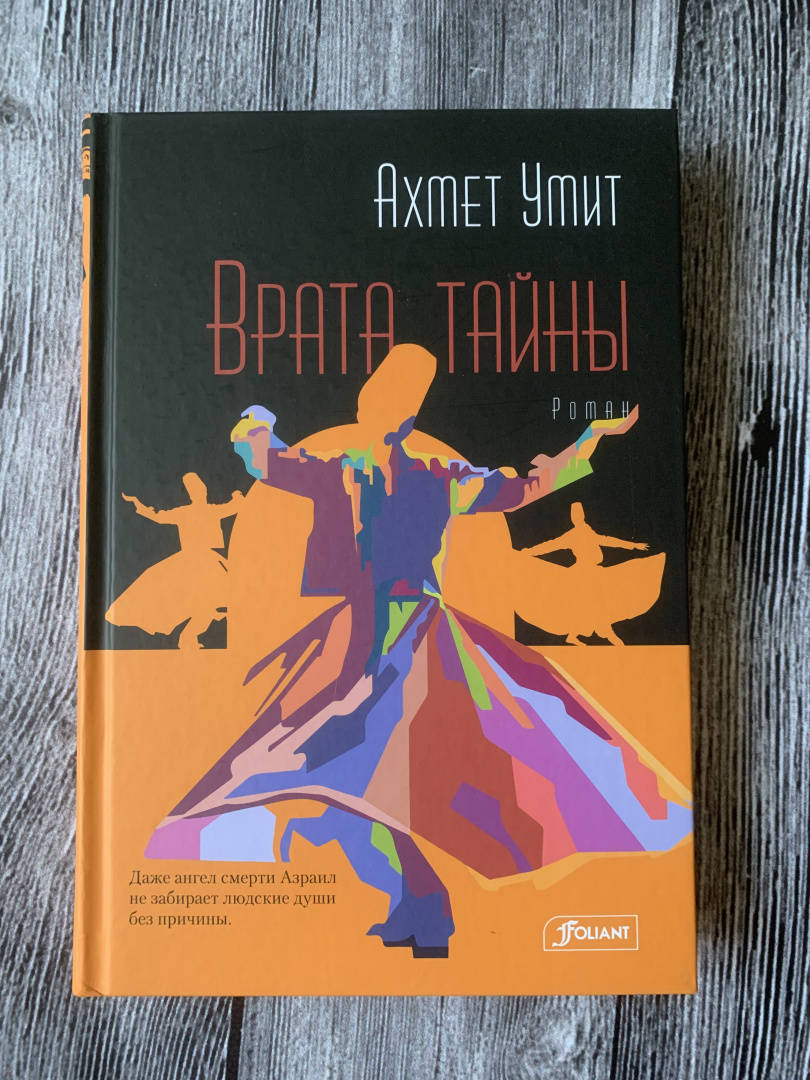 Ахмет Умит
Врата тайны
Роман
Даже ангел смерти Азраил
не забирает людские души
без причины.
FOLIANT